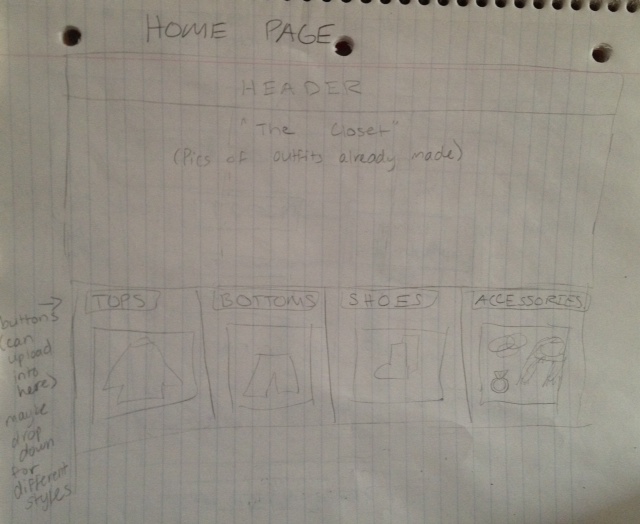 HOME PAGE
HEADER
"The Closet"
(Pics of outfits already made)
TOPS
BOTTOMS
SHOES
ACCESSORIES
→
buttons
(can
upload
into
here)
maybe
drop
down
for
different
styles